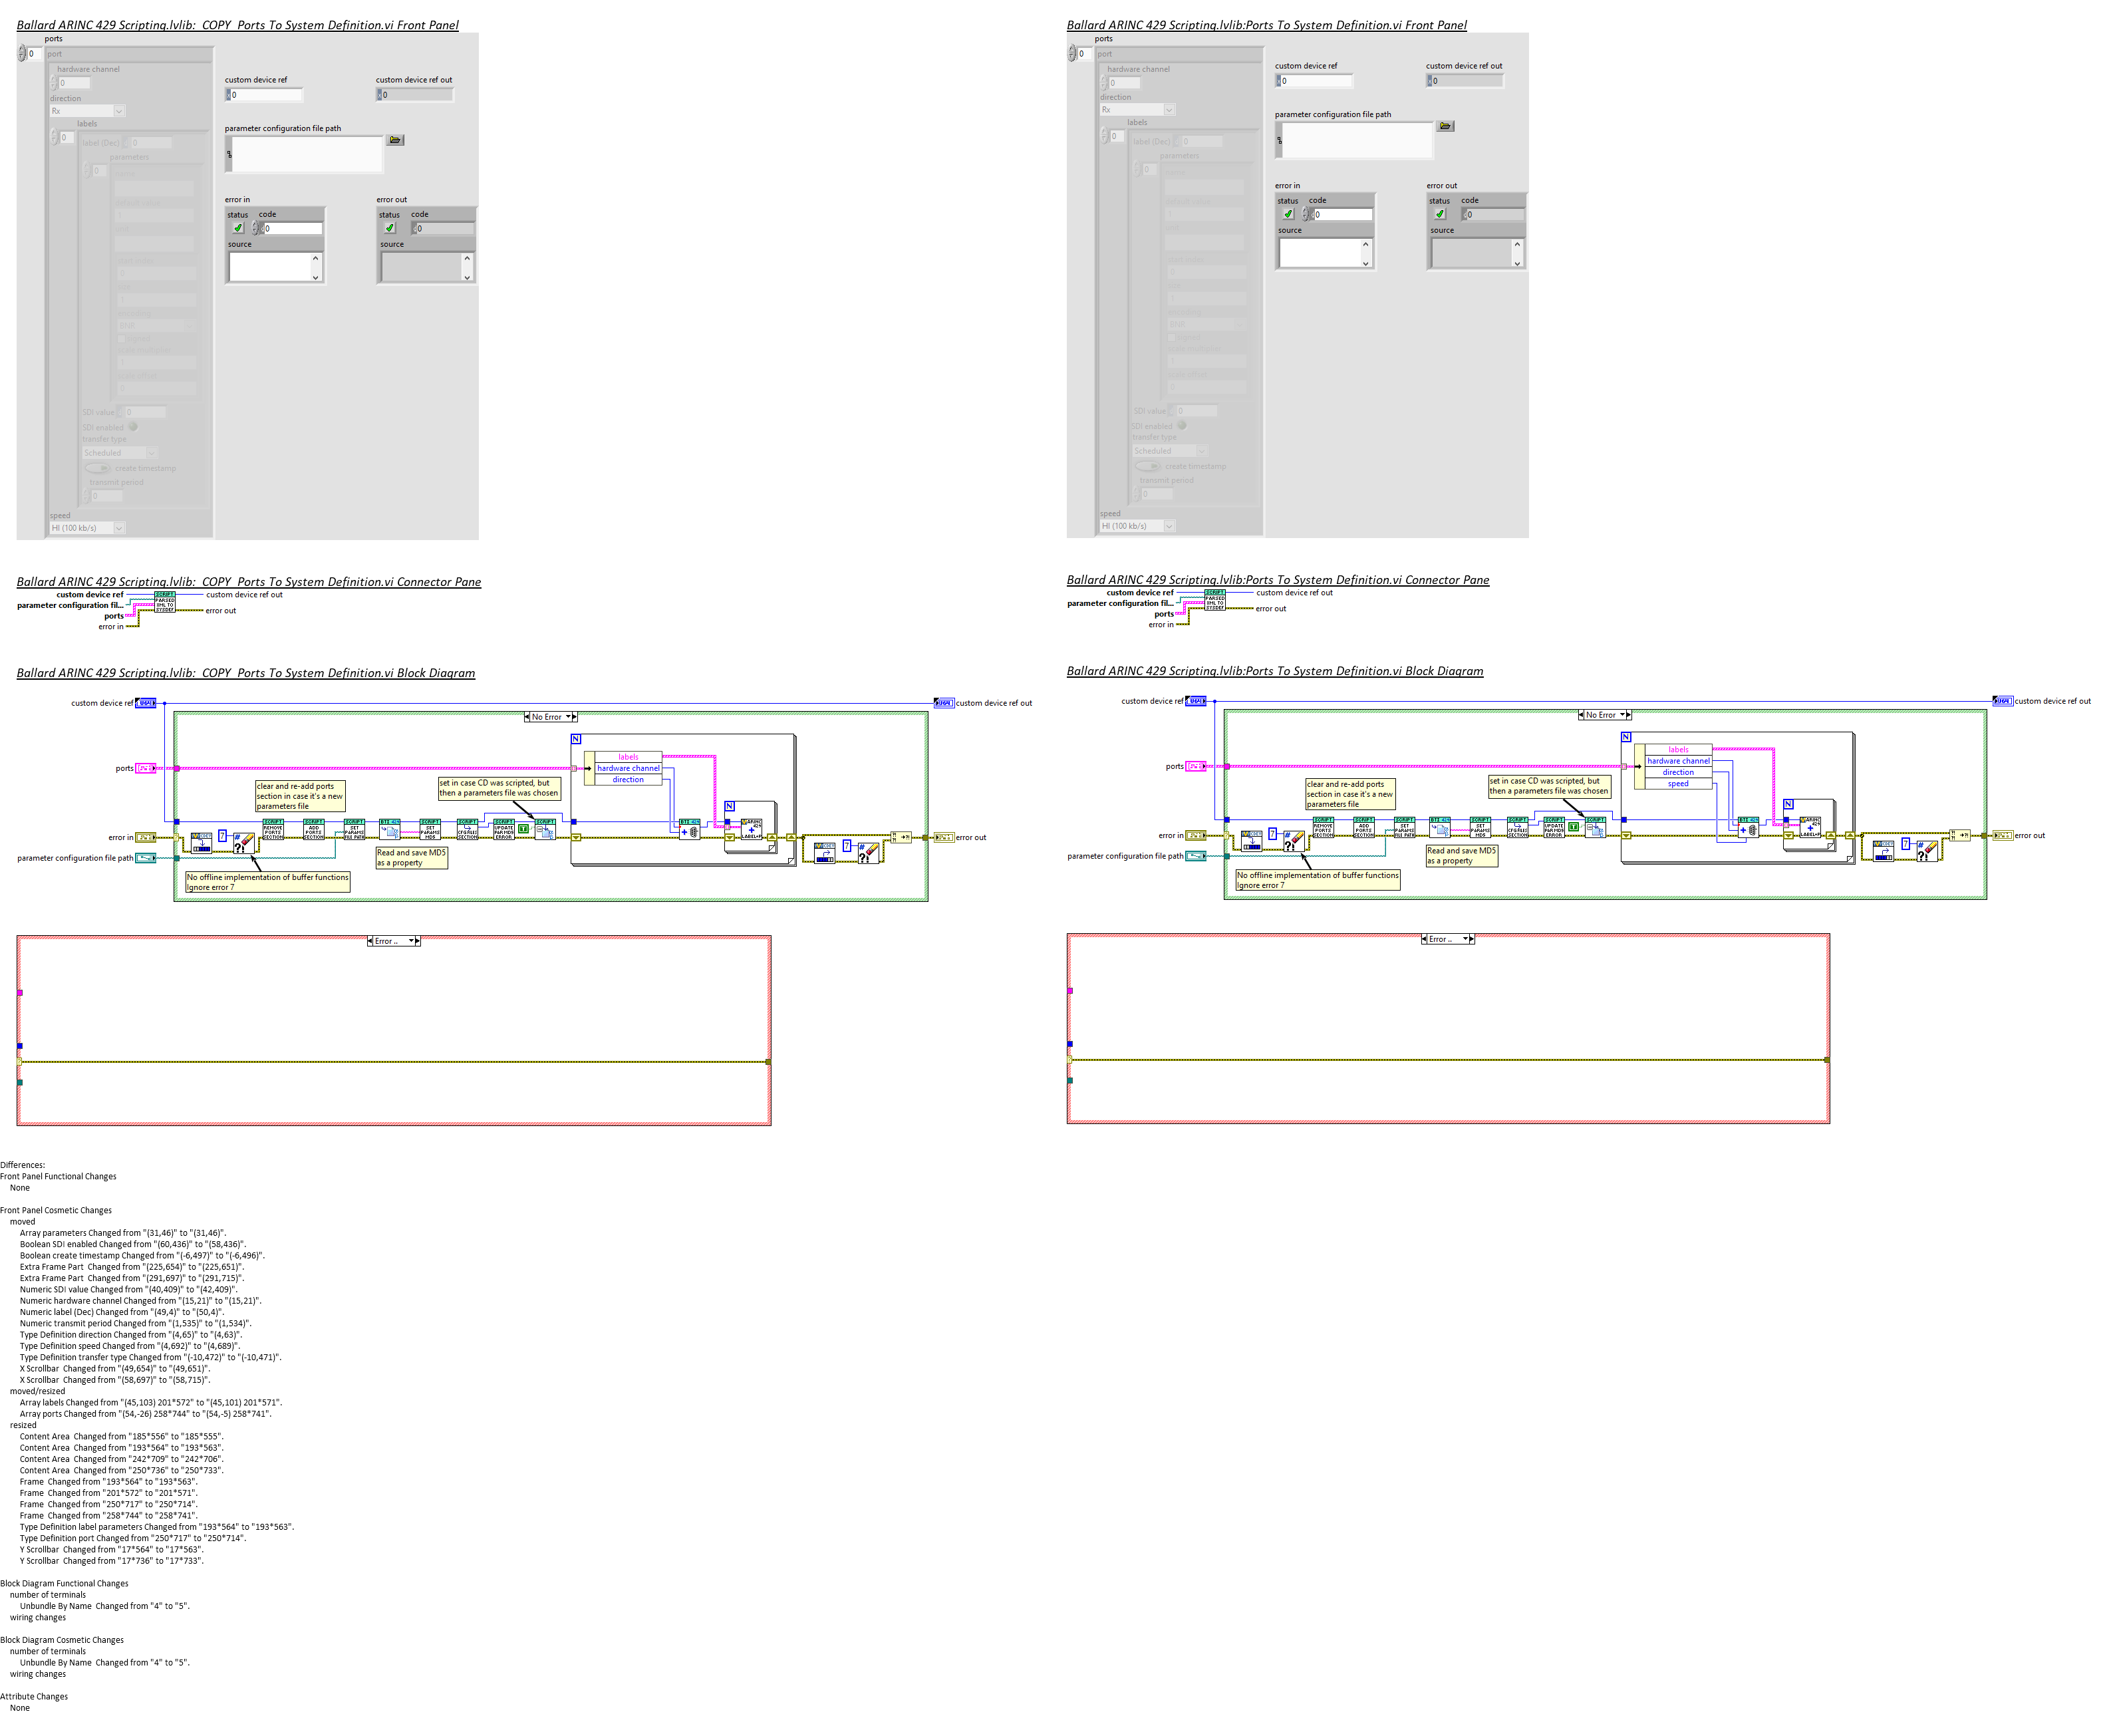 Ballard ARINC 429 Scripting.lvlib:_COPY_Ports To System Definition.vi Front Panel
ports
0
port
hardware channel
0
direction
Rx
labels
0
label (Dec)
0
parameters
0
SDI value
0
SDI enabled
transfer type
Scheduled
create timestamp
transmit period
0
speed
HI (100 kb/s)
custom device ref
0
custom device ref out
0
parameter configuration file path
error in
status
code
0
source
error out
status
code
0
source
Ballard ARINC 429 Scripting.lvlib:_COPY_Ports To System Definition.vi Connector Pane
custom device ref
parameter configuration fil...
ports
error in
SCRIPT
PARSED
XML TO
SYSDEF
custom device ref out
error out
Ballard ARINC 429 Scripting.lvlib:_COPY_Ports To System Definition.vi Block Diagram
custom device ref
custom device ref out
No Error
ports
N
labels
hardware channel
direction
clear and re-add ports
section in case it's a new
parameters file
set in case CD was scripted, but
then a parameters file was chosen
N
error in
7
error out
parameter configuration file path
Read and save MD5
as a property
7
No offline implementation of buffer functions
Ignore error 7
Error ..
Ballard ARINC 429 Scripting.lvlib:Ports To System Definition.vi Front Panel
ports
0
port
hardware channel
0
direction
Rx
labels
0
label (Dec)
0
parameters
0
SDI value
0
SDI enabled
transfer type
Scheduled
create timestamp
transmit period
0
speed
HI (100 kb/s)
custom device ref
0
custom device ref out
0
parameter configuration file path
error in
status
code
0
source
error out
status
code
0
source
Ballard ARINC 429 Scripting.lvlib:Ports To System Definition.vi Connector Pane
custom device ref
parameter configuration fil...
ports
error in
SCRIPT
PARSED
XML TO
SYSDEF
custom device ref out
error out
Ballard ARINC 429 Scripting.lvlib:Ports To System Definition.vi Block Diagram
custom device ref
custom device ref out
No Error
ports
N
labels
hardware channel
direction
speed
clear and re-add ports
section in case it's a new
parameters file
set in case CD was scripted, but
then a parameters file was chosen
N
error in
7
error out
parameter configuration file path
Read and save MD5
as a property
7
No offline implementation of buffer functions
Ignore error 7
Error ..
Differences:
Front Panel Functional Changes
None
Front Panel Cosmetic Changes
moved
Array parameters Changed from "(31,46)" to "(31,46)".
Boolean SDI enabled Changed from "(60,436)" to "(58,436)".
Boolean create timestamp Changed from "(-6,497)" to "(-6,496)".
Extra Frame Part  Changed from "(225,654)" to "(225,651)".
Extra Frame Part  Changed from "(291,697)" to "(291,715)".
Numeric SDI value Changed from "(40,409)" to "(42,409)".
Numeric hardware channel Changed from "(15,21)" to "(15,21)".
Numeric label (Dec) Changed from "(49,4)" to "(50,4)".
Numeric transmit period Changed from "(1,535)" to "(1,534)".
Type Definition direction Changed from "(4,65)" to "(4,63)".
Type Definition speed Changed from "(4,692)" to "(4,689)".
Type Definition transfer type Changed from "(-10,472)" to "(-10,471)".
X Scrollbar  Changed from "(49,654)" to "(49,651)".
X Scrollbar  Changed from "(58,697)" to "(58,715)".
moved/resized
Array labels Changed from "(45,103) 201*572" to "(45,101) 201*571".
Array ports Changed from "(54,-26) 258*744" to "(54,-5) 258*741".
resized
Content Area  Changed from "185*556" to "185*555".
Content Area  Changed from "193*564" to "193*563".
Content Area  Changed from "242*709" to "242*706".
Content Area  Changed from "250*736" to "250*733".
Frame  Changed from "193*564" to "193*563".
Frame  Changed from "201*572" to "201*571".
Frame  Changed from "250*717" to "250*714".
Frame  Changed from "258*744" to "258*741".
Type Definition label parameters Changed from "193*564" to "193*563".
Type Definition port Changed from "250*717" to "250*714".
Y Scrollbar  Changed from "17*564" to "17*563".
Y Scrollbar  Changed from "17*736" to "17*733".
Block Diagram Functional Changes
number of terminals
Unbundle By Name  Changed from "4" to "5".
wiring changes
Block Diagram Cosmetic Changes
number of terminals
Unbundle By Name  Changed from "4" to "5".
wiring changes
Attribute Changes
None